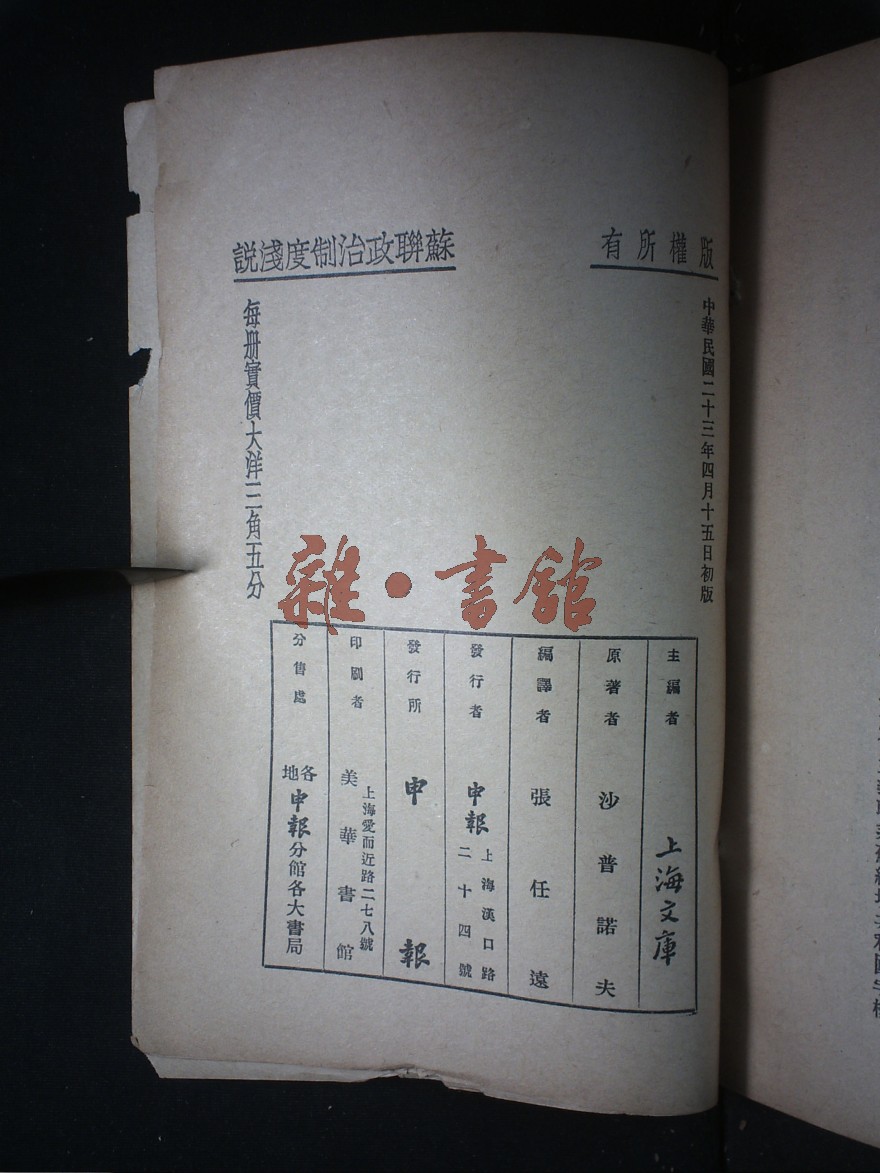 版權所有
中華民國二十三年四月十五日初版
蘇聯政治制度淺説
每册實價大洋三角五分
雜·書舘
主編者 上海文庫
原著者 沙普諾夫
編譯者 張任遠
發行者 申報 上海漢口路二十四號
發行所 申報
印刷者 美華書館 上海愛而近路二七八號
分售處 各地申報分館各大書局